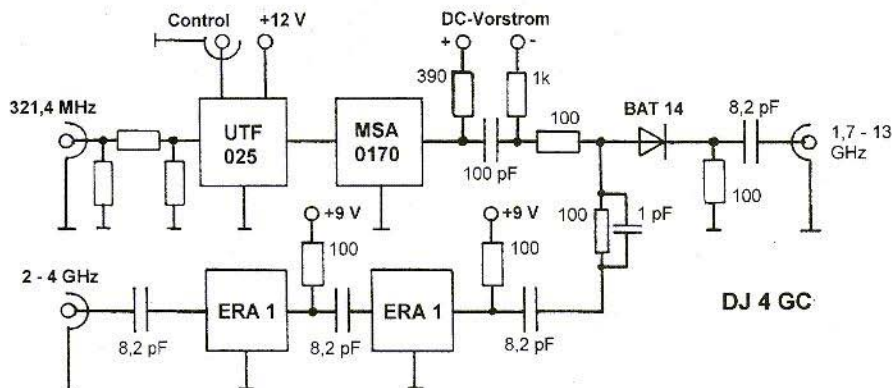 Control
+12 V
DC-Vorstrom
+
-
390
1k
321,4 MHz
UTF
025
MSA
0170
100 pF
100
BAT 14
8,2 pF
1,7 - 13
GHz
100
100
1 pF
+9 V
100
+9 V
100
2 - 4 GHz
8,2 pF
ERA 1
8,2 pF
ERA 1
8,2 pF
DJ 4 GC